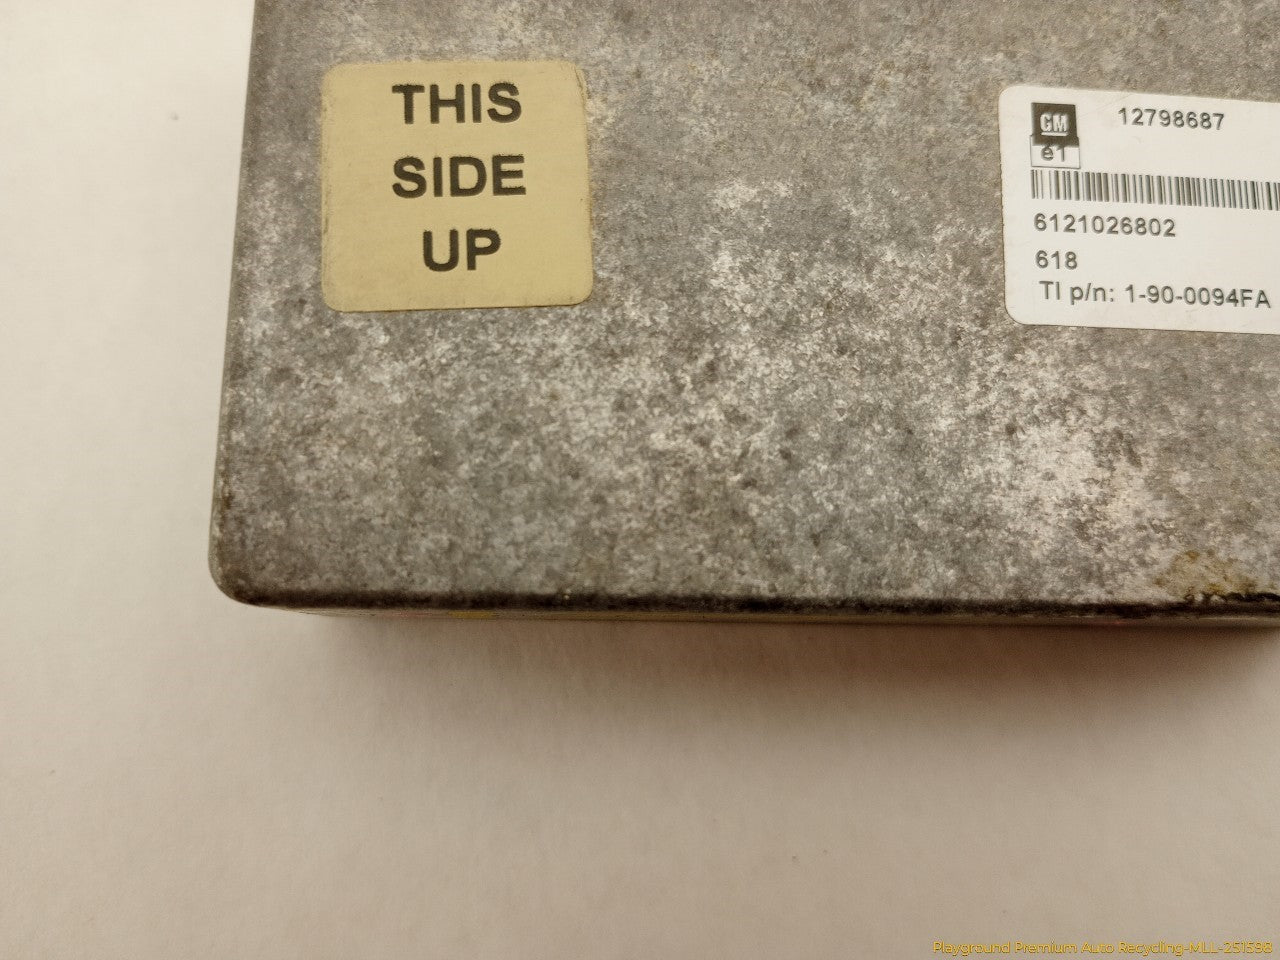 THIS
SIDE
UP
GM
12798687
e1
6121026802
618
TI p/n: 1-90-0094FA
Playground Premium Auto Recycling-MLL-251598